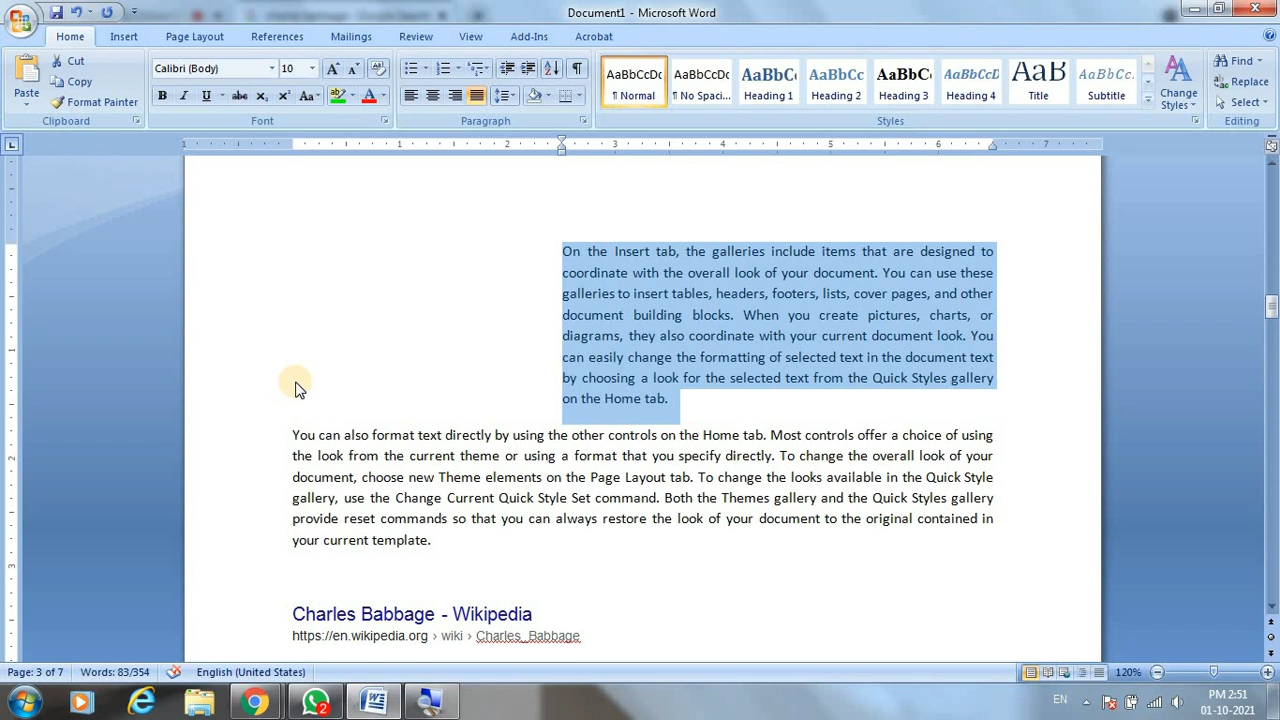 Document1 - Microsoft Word
Home Insert Page Layout References Mailings Review View Add-Ins Acrobat
Paste
Cut
Copy
Format Painter
Clipboard
Calibri (Body) 10
Font
Paragraph
AaBbCcDc AaBbCcDc AaBbC AaBbCc AaBbC AaBbCcD AaB AaBbCcD
¶ Normal ¶ No Spaci... Heading 1 Heading 2 Heading 3 Heading 4 Title Subtitle
Styles
Change Styles
Find
Replace
Select
Editing
1 1 2 3 4 5 6 7
On the Insert tab, the galleries include items that are designed to
coordinate with the overall look of your document. You can use these
galleries to insert tables, headers, footers, lists, cover pages, and other
document building blocks. When you create pictures, charts, or
diagrams, they also coordinate with your current document look. You
can easily change the formatting of selected text in the document text
by choosing a look for the selected text from the Quick Styles gallery
on the Home tab.
You can also format text directly by using the other controls on the Home tab. Most controls offer a choice of using
the look from the current theme or using a format that you specify directly. To change the overall look of your
document, choose new Theme elements on the Page Layout tab. To change the looks available in the Quick Style
gallery, use the Change Current Quick Style Set command. Both the Themes gallery and the Quick Styles gallery
provide reset commands so that you can always restore the look of your document to the original contained in
your current template.
Charles Babbage - Wikipedia
https://en.wikipedia.org › wiki › Charles_Babbage
Page: 3 of 7 Words: 83/354 English (United States) 120%
2 EN PM 2:51
01-10-2021